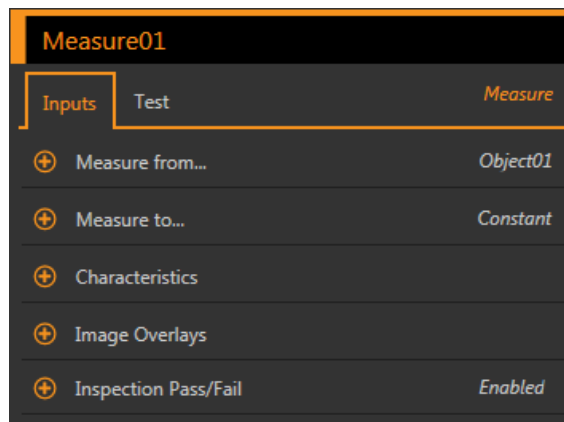 Measure01
Inputs Test Measure
Measure from... Object01
Measure to... Constant
Characteristics
Image Overlays
Inspection Pass/Fail Enabled